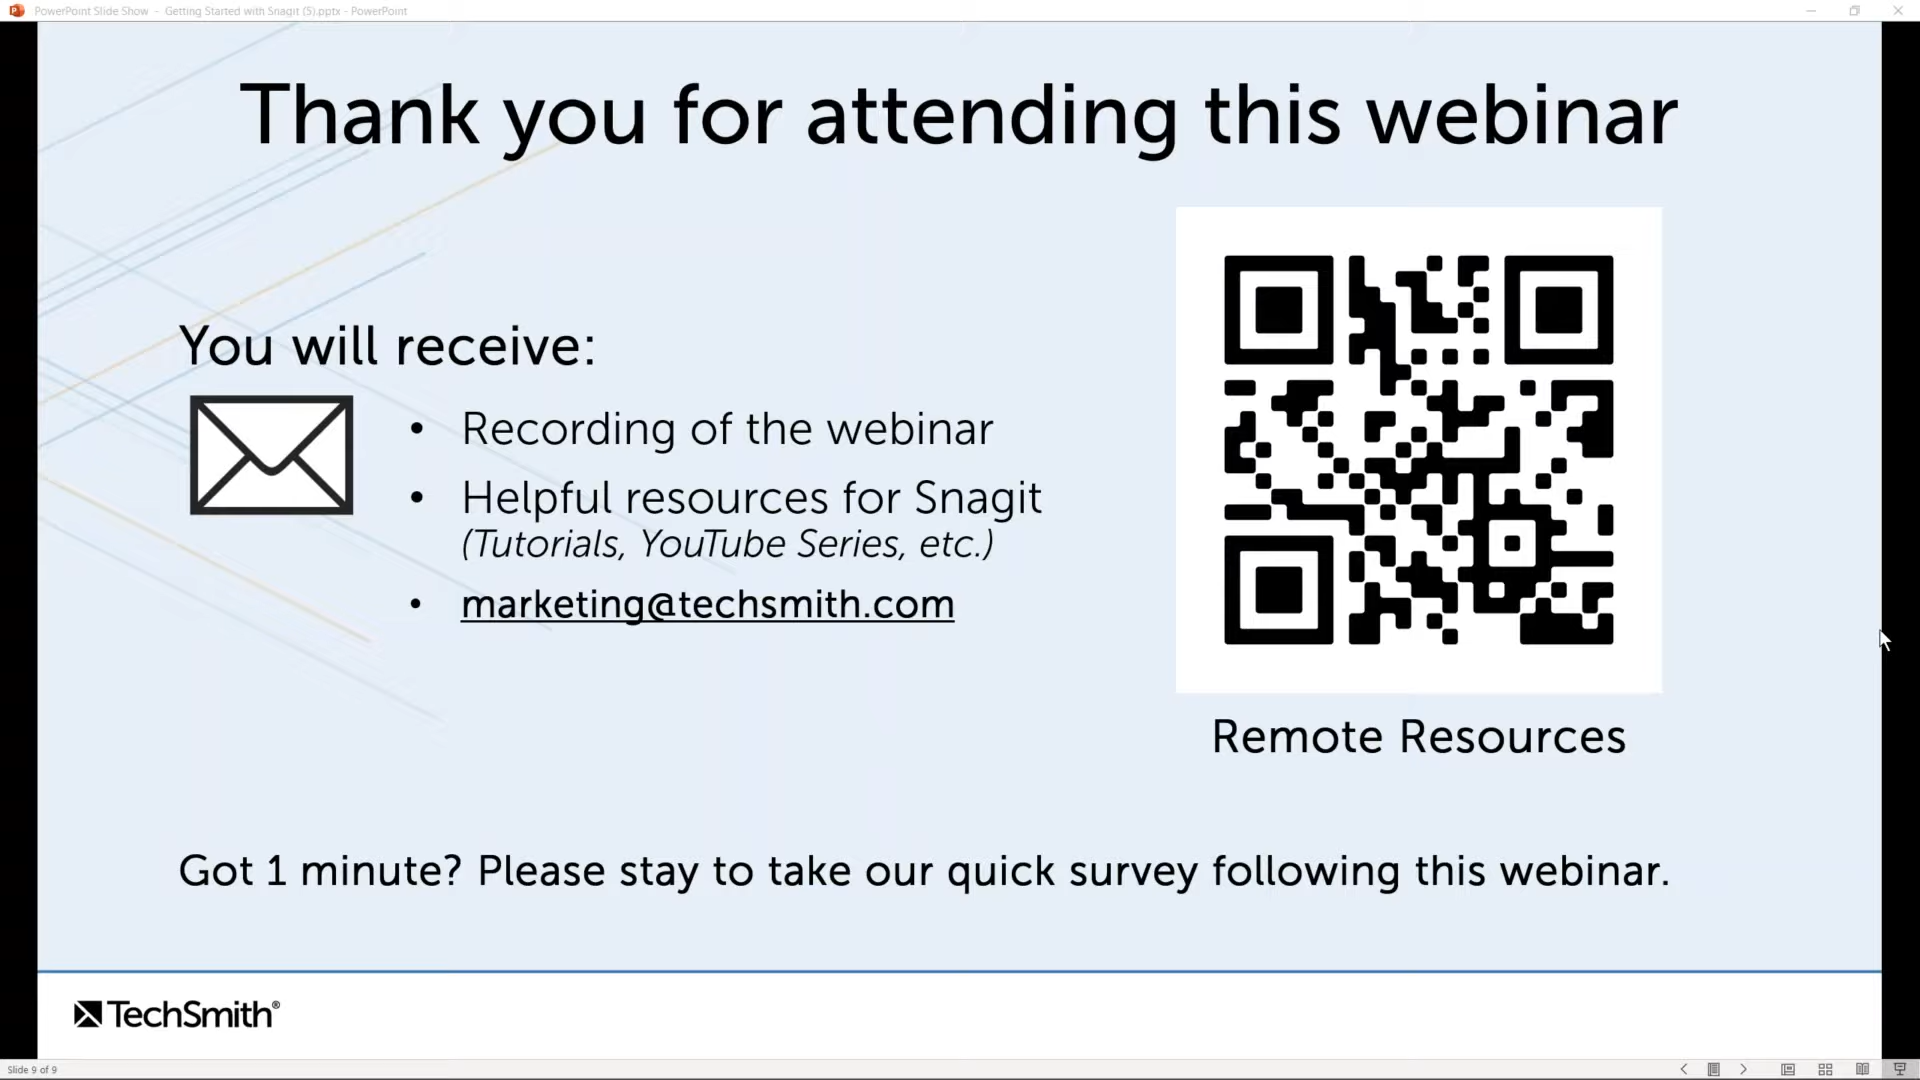 PowerPoint Slide Show - Getting Started with Snagit (5).pptx - PowerPoint
Thank you for attending this webinar
You will receive:
• Recording of the webinar
• Helpful resources for Snagit
(Tutorials, YouTube Series, etc.)
• marketing@techsmith.com
Remote Resources
Got 1 minute? Please stay to take our quick survey following this webinar.
TechSmith®
Slide 9 of 9